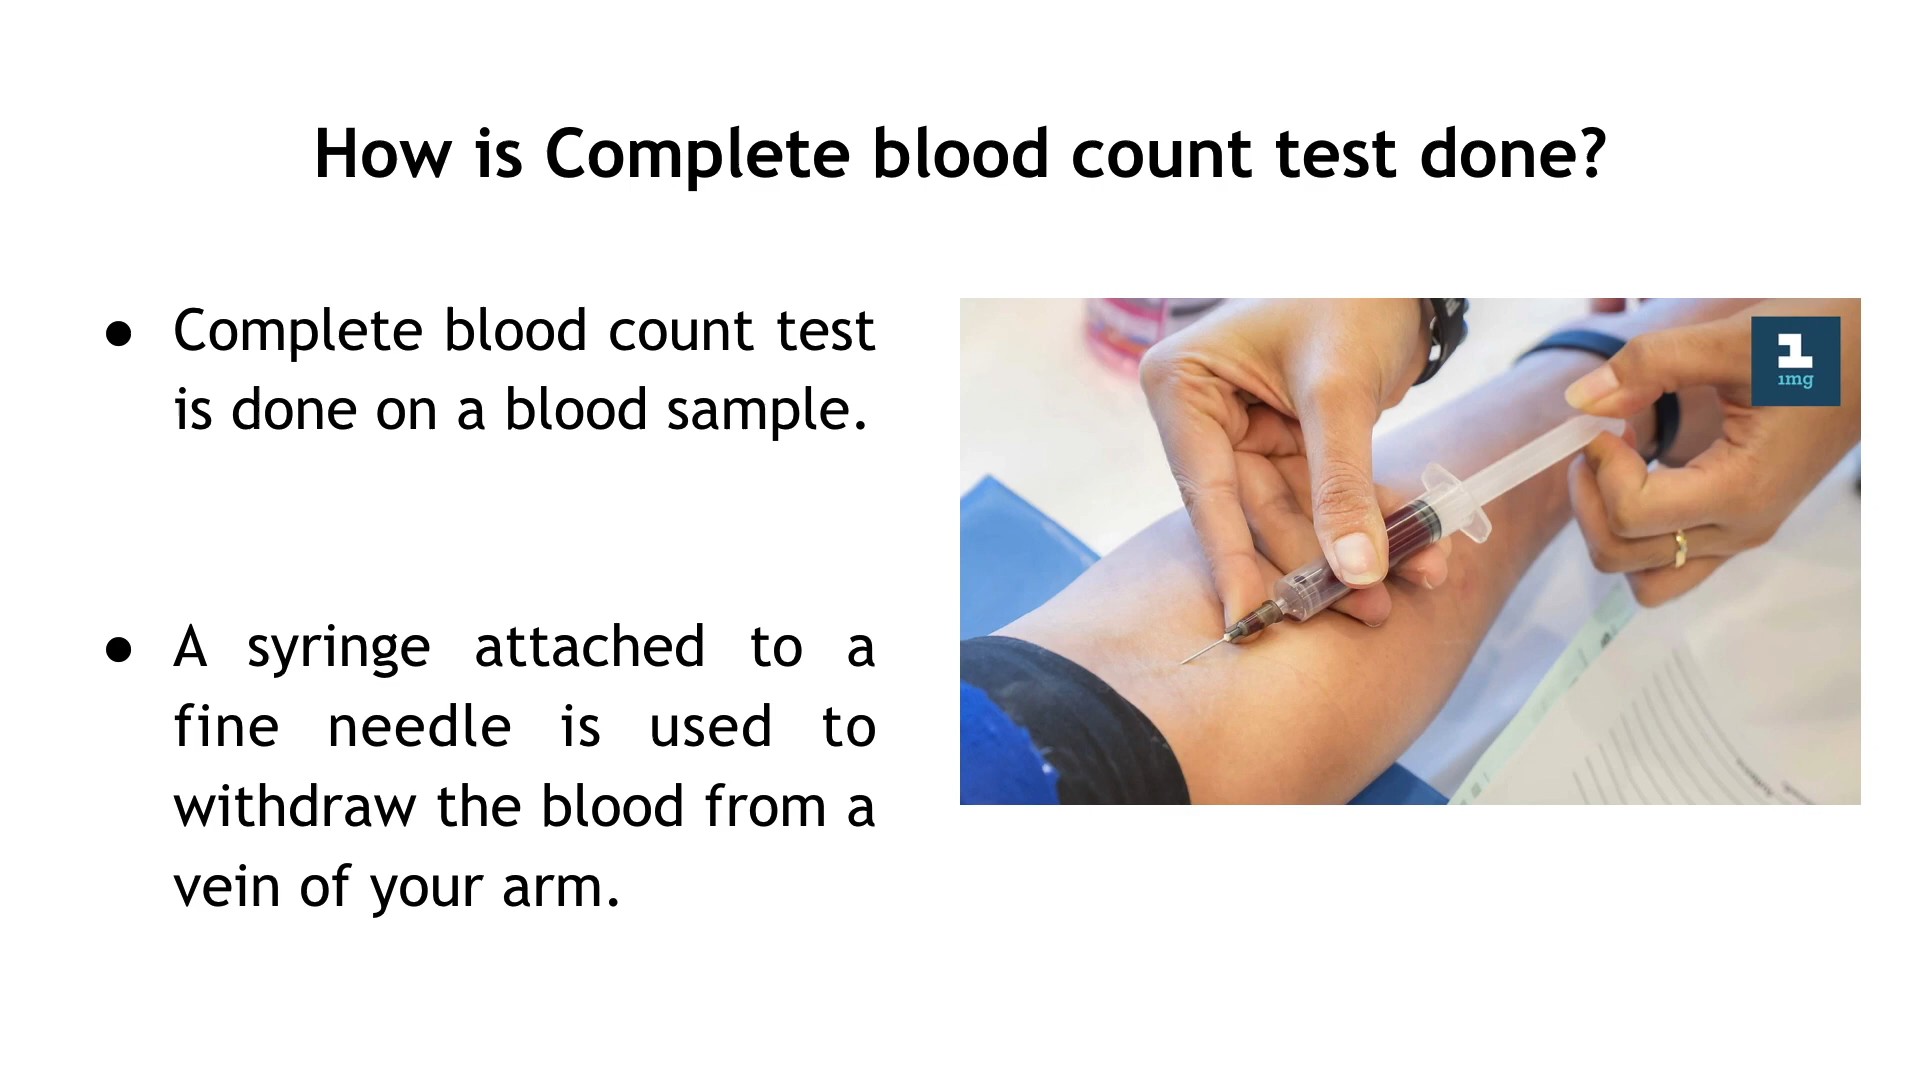 How is Complete blood count test done?
● Complete blood count test
is done on a blood sample.
● A syringe attached to a
fine needle is used to
withdraw the blood from a
vein of your arm.
1
1mg